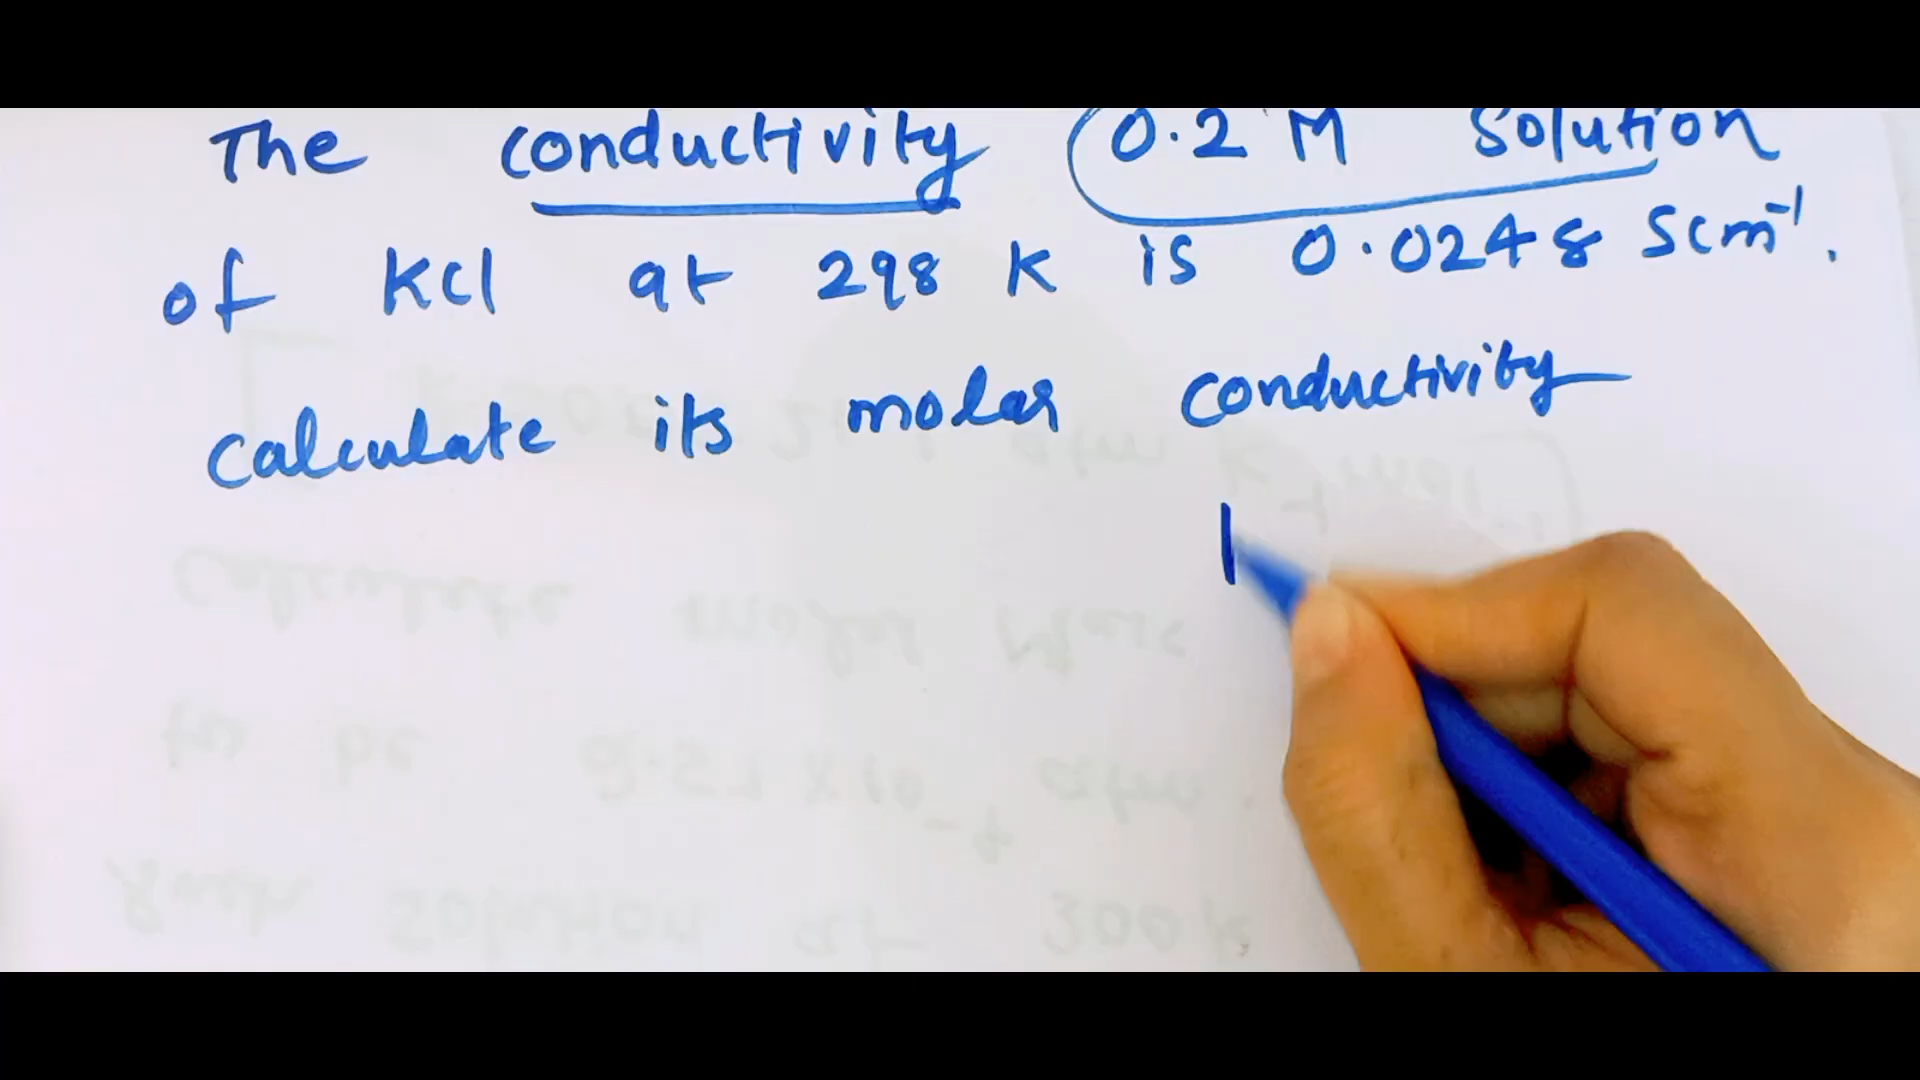 The conductivity 0.2 M Solution
of KCl at 298 K is 0.0248 Scm⁻¹.
calculate its molar conductivity